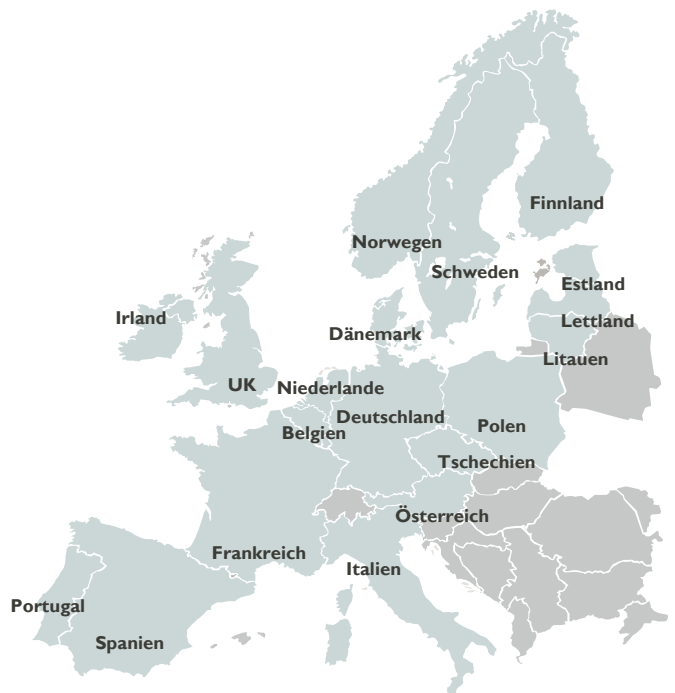 Finnland
Norwegen
Schweden
Estland
Irland
Lettland
Dänemark
Litauen
UK
Niederlande
Deutschland
Polen
Belgien
Tschechien
Österreich
Frankreich
Italien
Portugal
Spanien